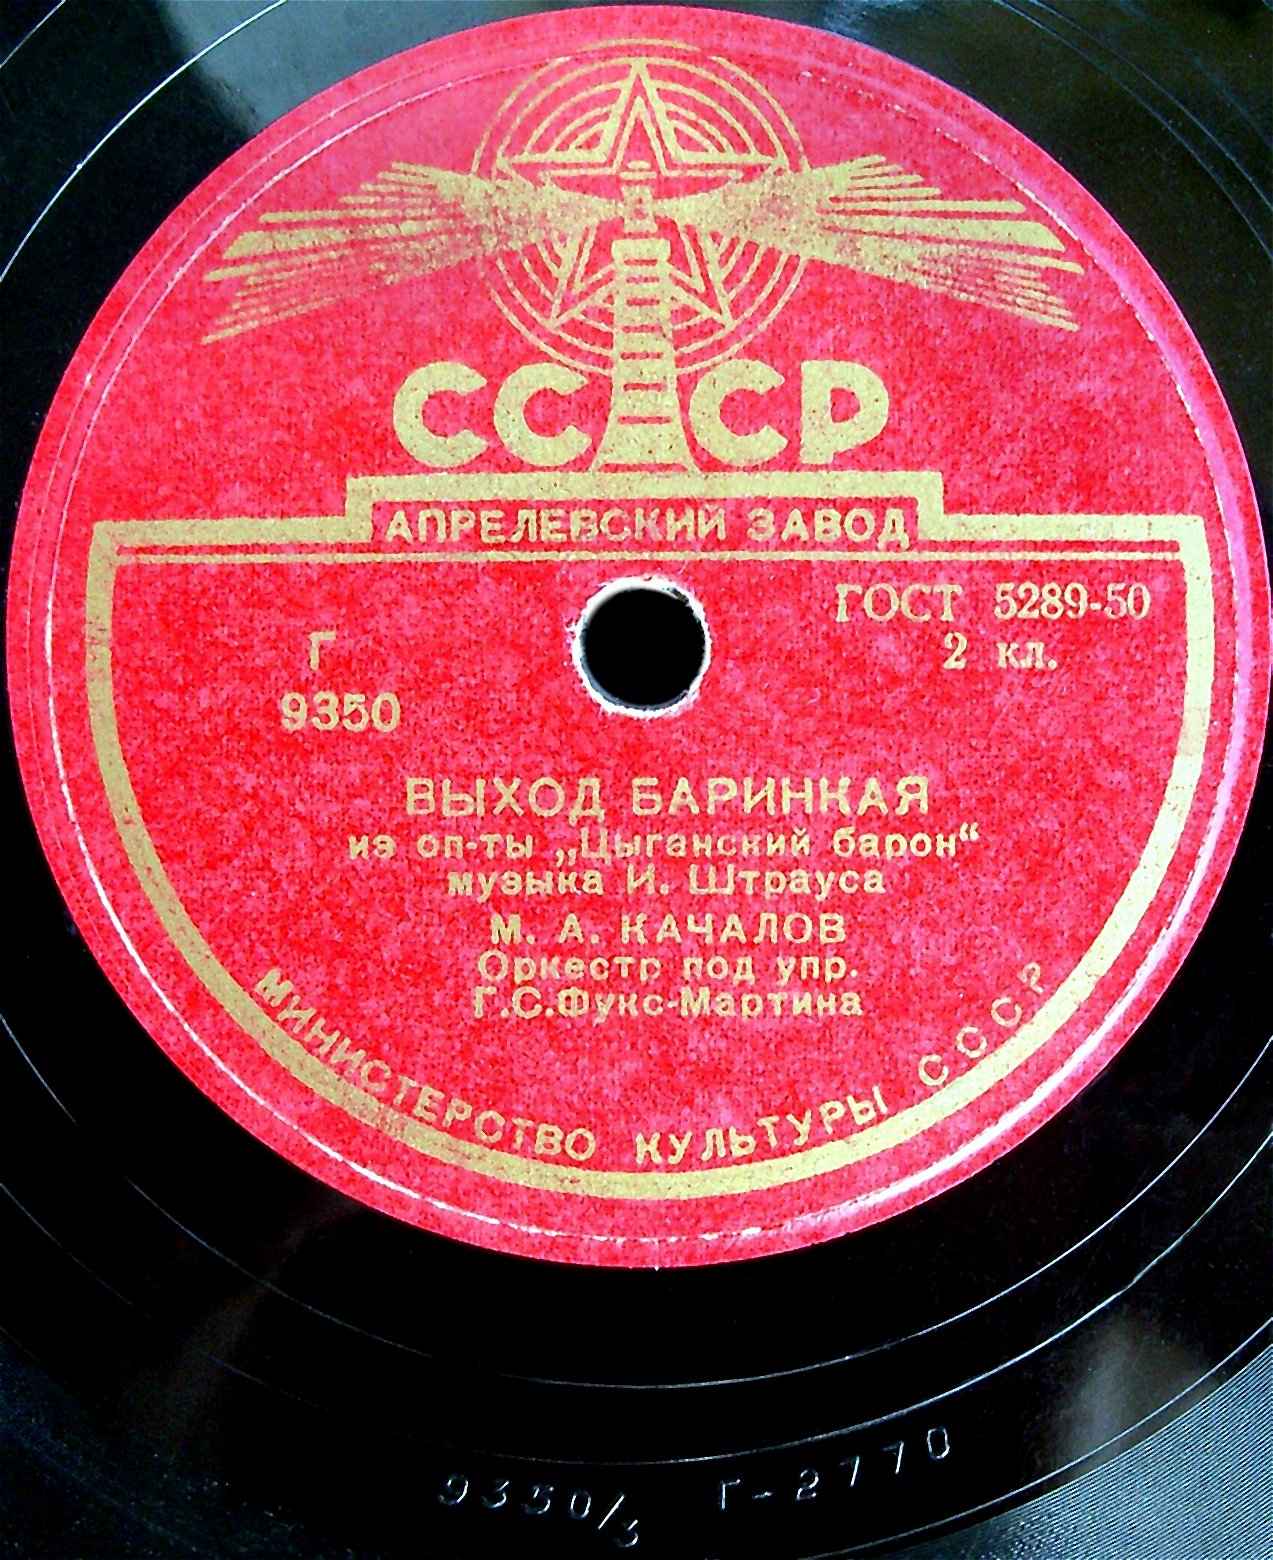 СССР
АПРЕЛЕВСКИЙ ЗАВОД
ГОСТ 5289-50
2 кл.
Г
9350
ВЫХОД БАРИНКАЯ
из оп-ты „Цыганский барон“
музыка И. Штрауса
М. А. КАЧАЛОВ
Оркестр под упр.
Г.С.Фукс-Мартина
МИНИСТЕРСТВО КУЛЬТУРЫ СССР
9350/3 Г-2770